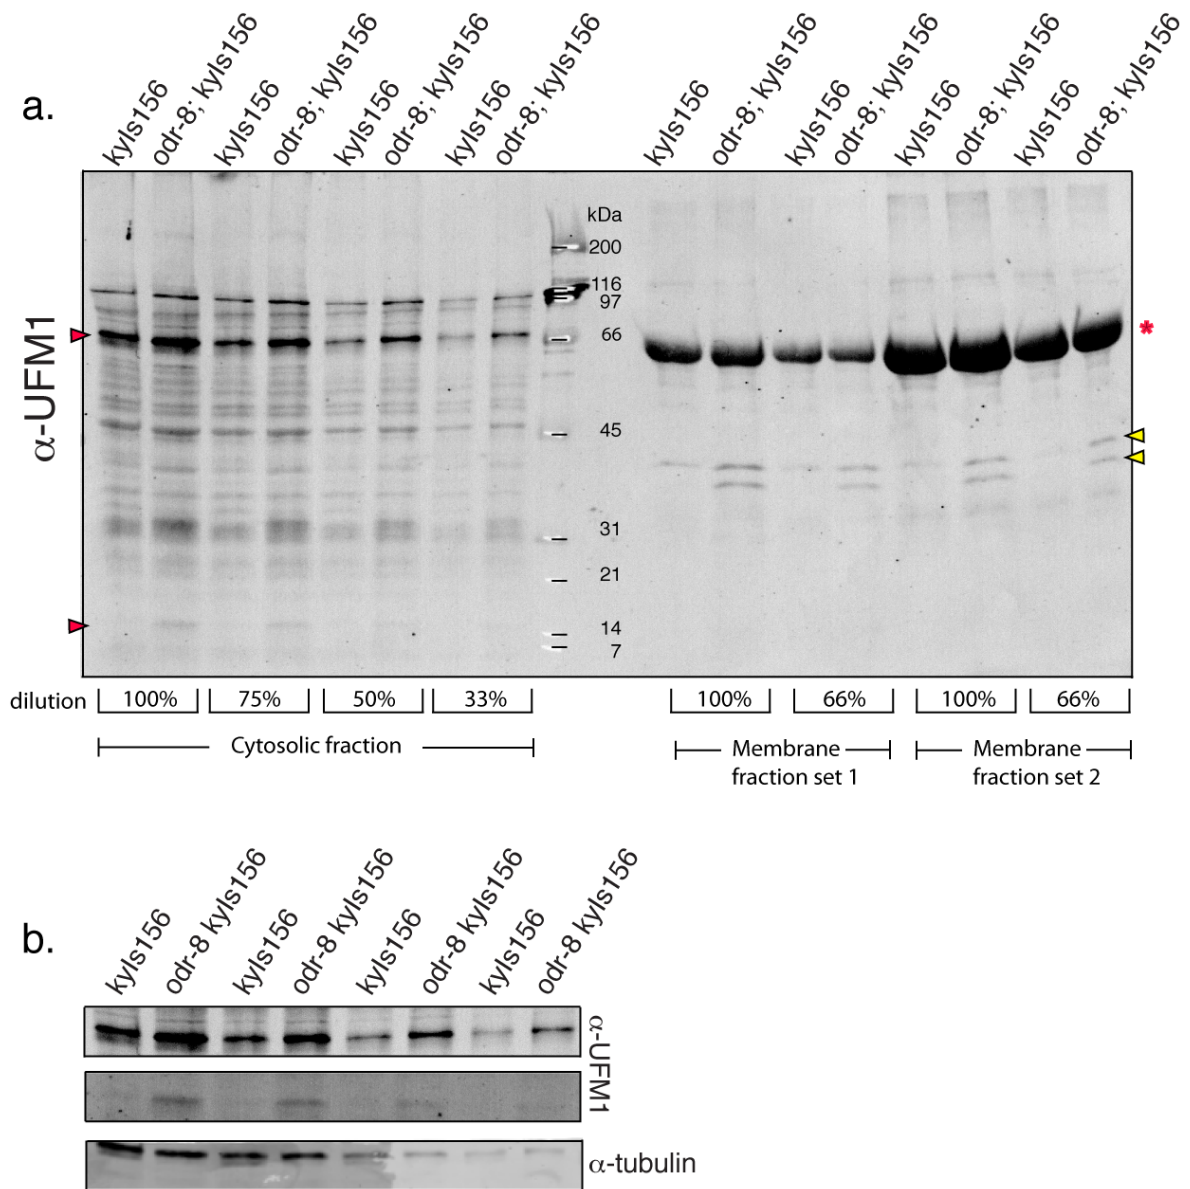 a.
kyIs156
odr-8; kyIs156
kyIs156
odr-8; kyIs156
kyIs156
odr-8; kyIs156
kyIs156
odr-8; kyIs156
kyIs156
odr-8; kyIs156
kyIs156
odr-8; kyIs156
kyIs156
odr-8; kyIs156
kyIs156
odr-8; kyIs156
α-UFM1
kDa
200
116
97
66
*
45
31
21
14
7
dilution 100% 75% 50% 33% 100% 66% 100% 66%
Cytosolic fraction
Membrane
fraction set 1
Membrane
fraction set 2
b.
kyIs156
odr-8 kyIs156
kyIs156
odr-8 kyIs156
kyIs156
odr-8 kyIs156
kyIs156
odr-8 kyIs156
α-UFM1
α-tubulin